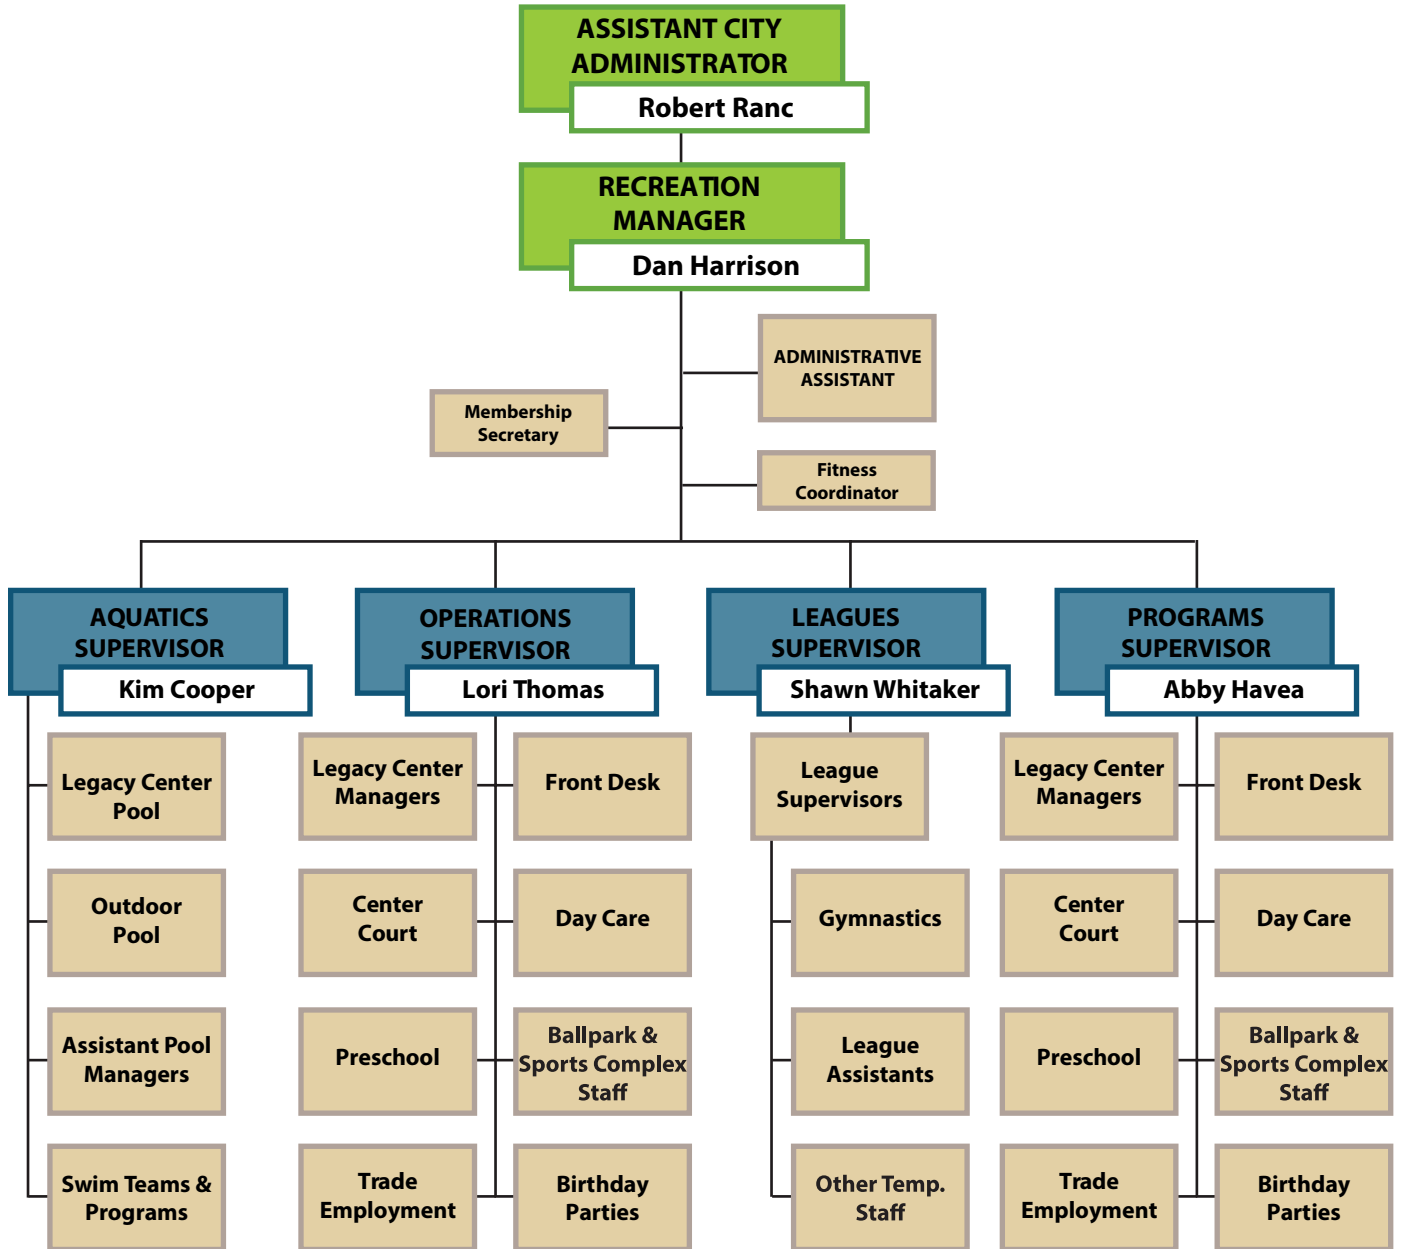 ASSISTANT CITY
ADMINISTRATOR
Robert Ranc
RECREATION
MANAGER
Dan Harrison
ADMINISTRATIVE
ASSISTANT
Membership
Secretary
Fitness
Coordinator
AQUATICS
SUPERVISOR
Kim Cooper
OPERATIONS
SUPERVISOR
Lori Thomas
LEAGUES
SUPERVISOR
Shawn Whitaker
PROGRAMS
SUPERVISOR
Abby Havea
Legacy Center
Pool
Outdoor
Pool
Assistant Pool
Managers
Swim Teams &
Programs
Legacy Center
Managers
Front Desk
Center
Court
Day Care
Preschool
Ballpark &
Sports Complex
Staff
Trade
Employment
Birthday
Parties
League
Supervisors
Gymnastics
League
Assistants
Other Temp.
Staff
Legacy Center
Managers
Front Desk
Center
Court
Day Care
Preschool
Ballpark &
Sports Complex
Staff
Trade
Employment
Birthday
Parties